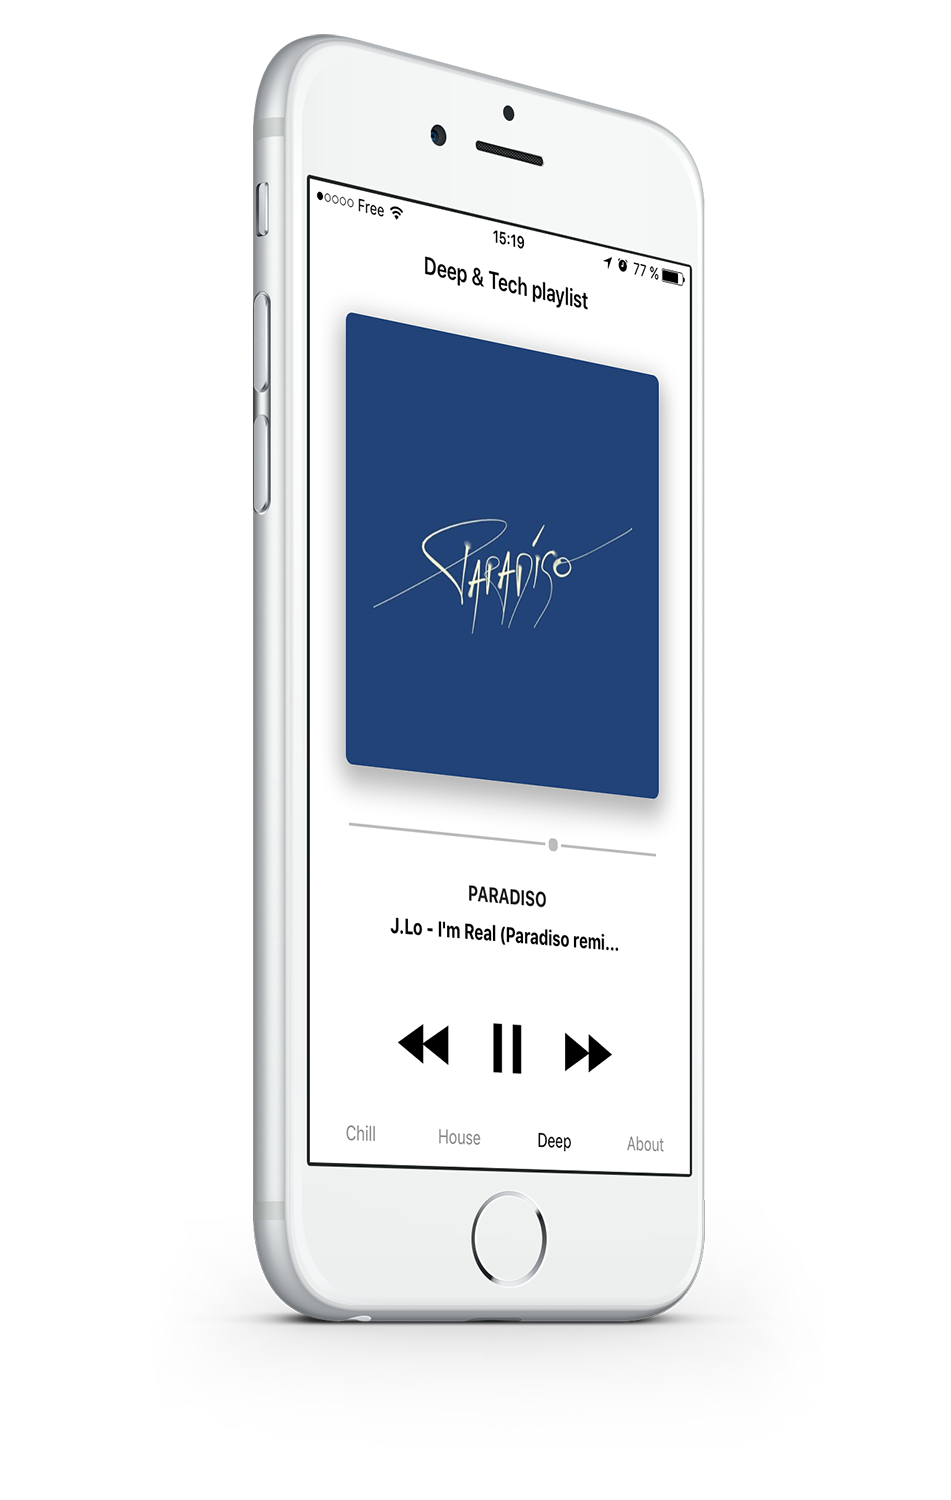 Free
15:19
77 %
Deep & Tech playlist
PARADISO
PARADISO
J.Lo - I'm Real (Paradiso remi...
Chill House Deep About